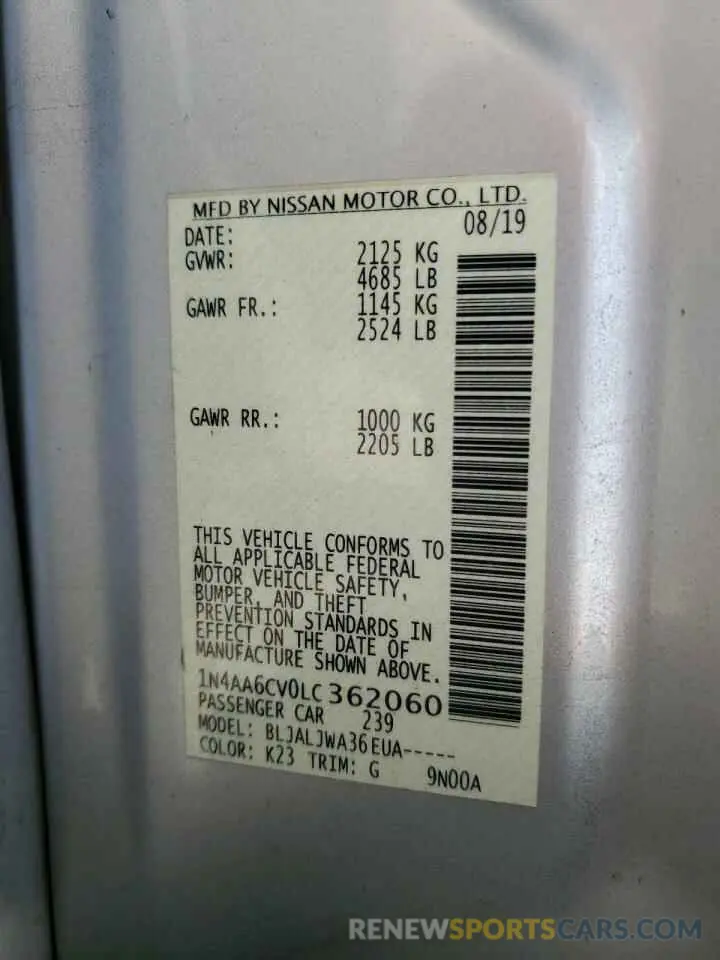 MFD BY NISSAN MOTOR CO., LTD.
DATE: 08/19
GVWR: 2125 KG
4685 LB
GAWR FR.: 1145 KG
2524 LB
GAWR RR.: 1000 KG
2205 LB
THIS VEHICLE CONFORMS TO
ALL APPLICABLE FEDERAL
MOTOR VEHICLE SAFETY,
BUMPER, AND THEFT
PREVENTION STANDARDS IN
EFFECT ON THE DATE OF
MANUFACTURE SHOWN ABOVE.
1N4AA6CV0LC362060
PASSENGER CAR 239
MODEL: BLJALJWA36EUA-----
COLOR: K23 TRIM: G 9N00A
RENEWSPORTSCARS.COM